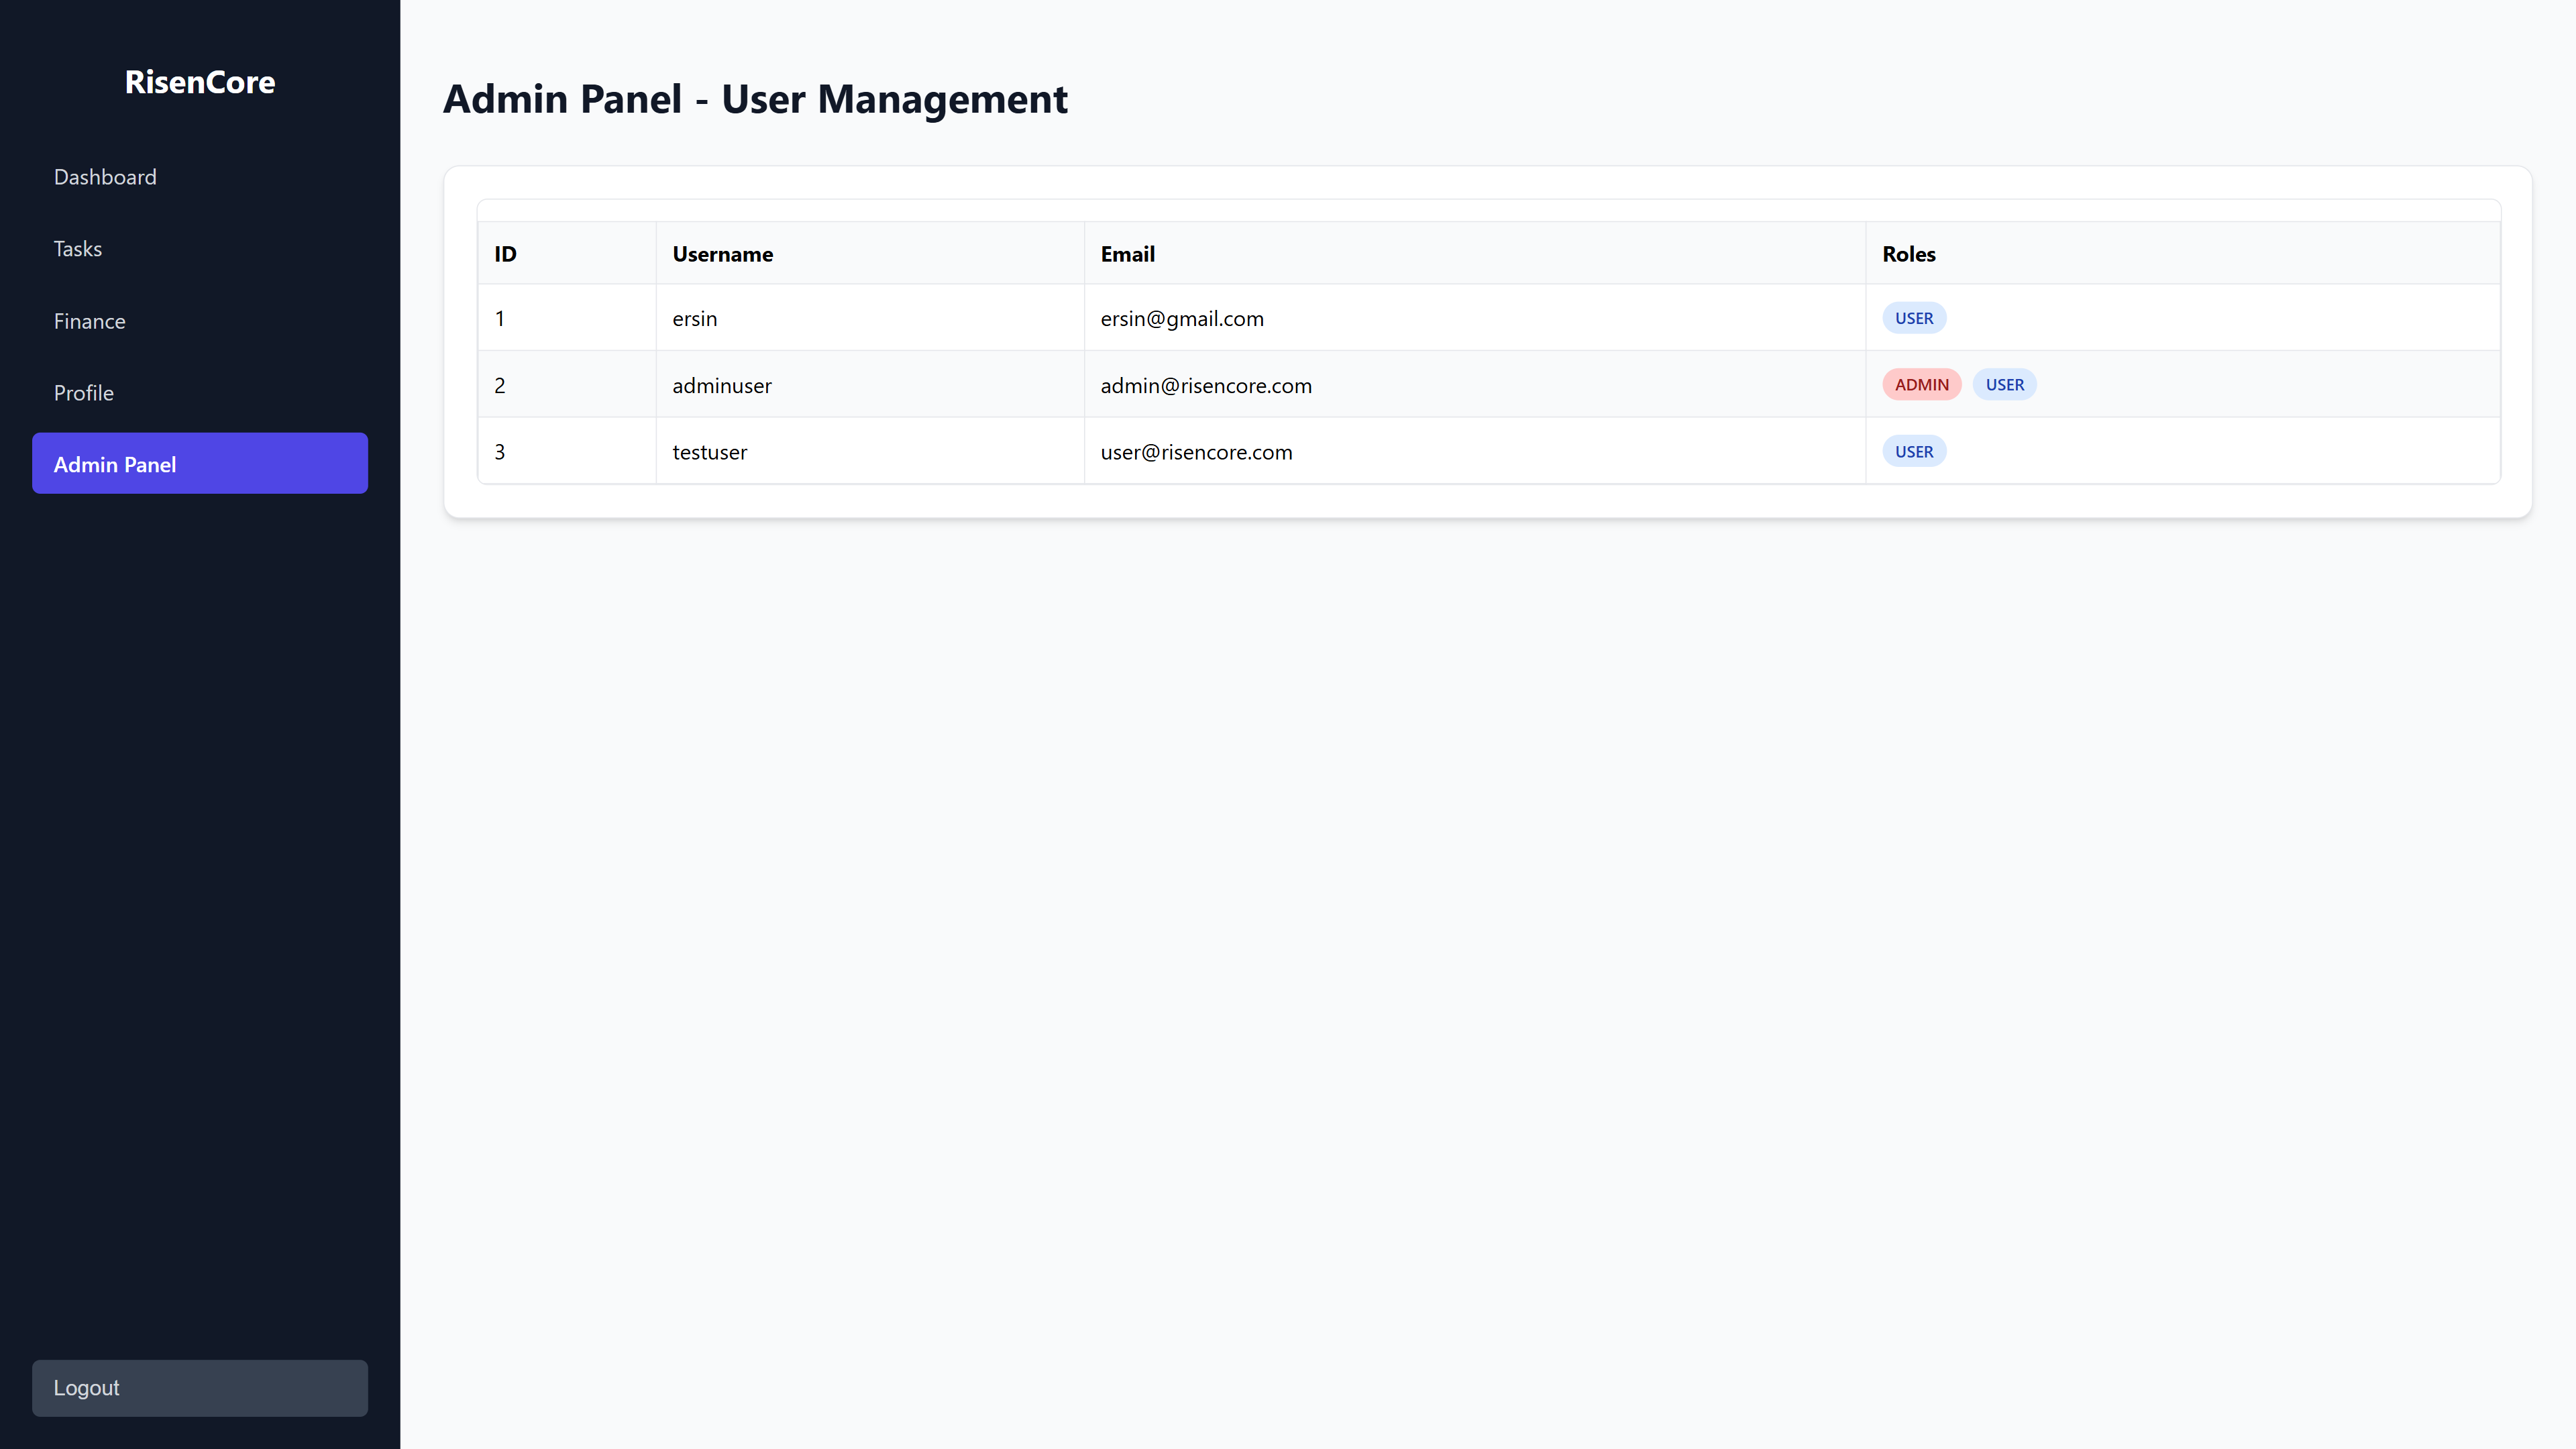 RisenCore
Dashboard
Tasks
Finance
Profile
Admin Panel
Logout
Admin Panel - User Management
ID Username Email Roles
1 ersin ersin@gmail.com USER
2 adminuser admin@risencore.com ADMIN USER
3 testuser user@risencore.com USER